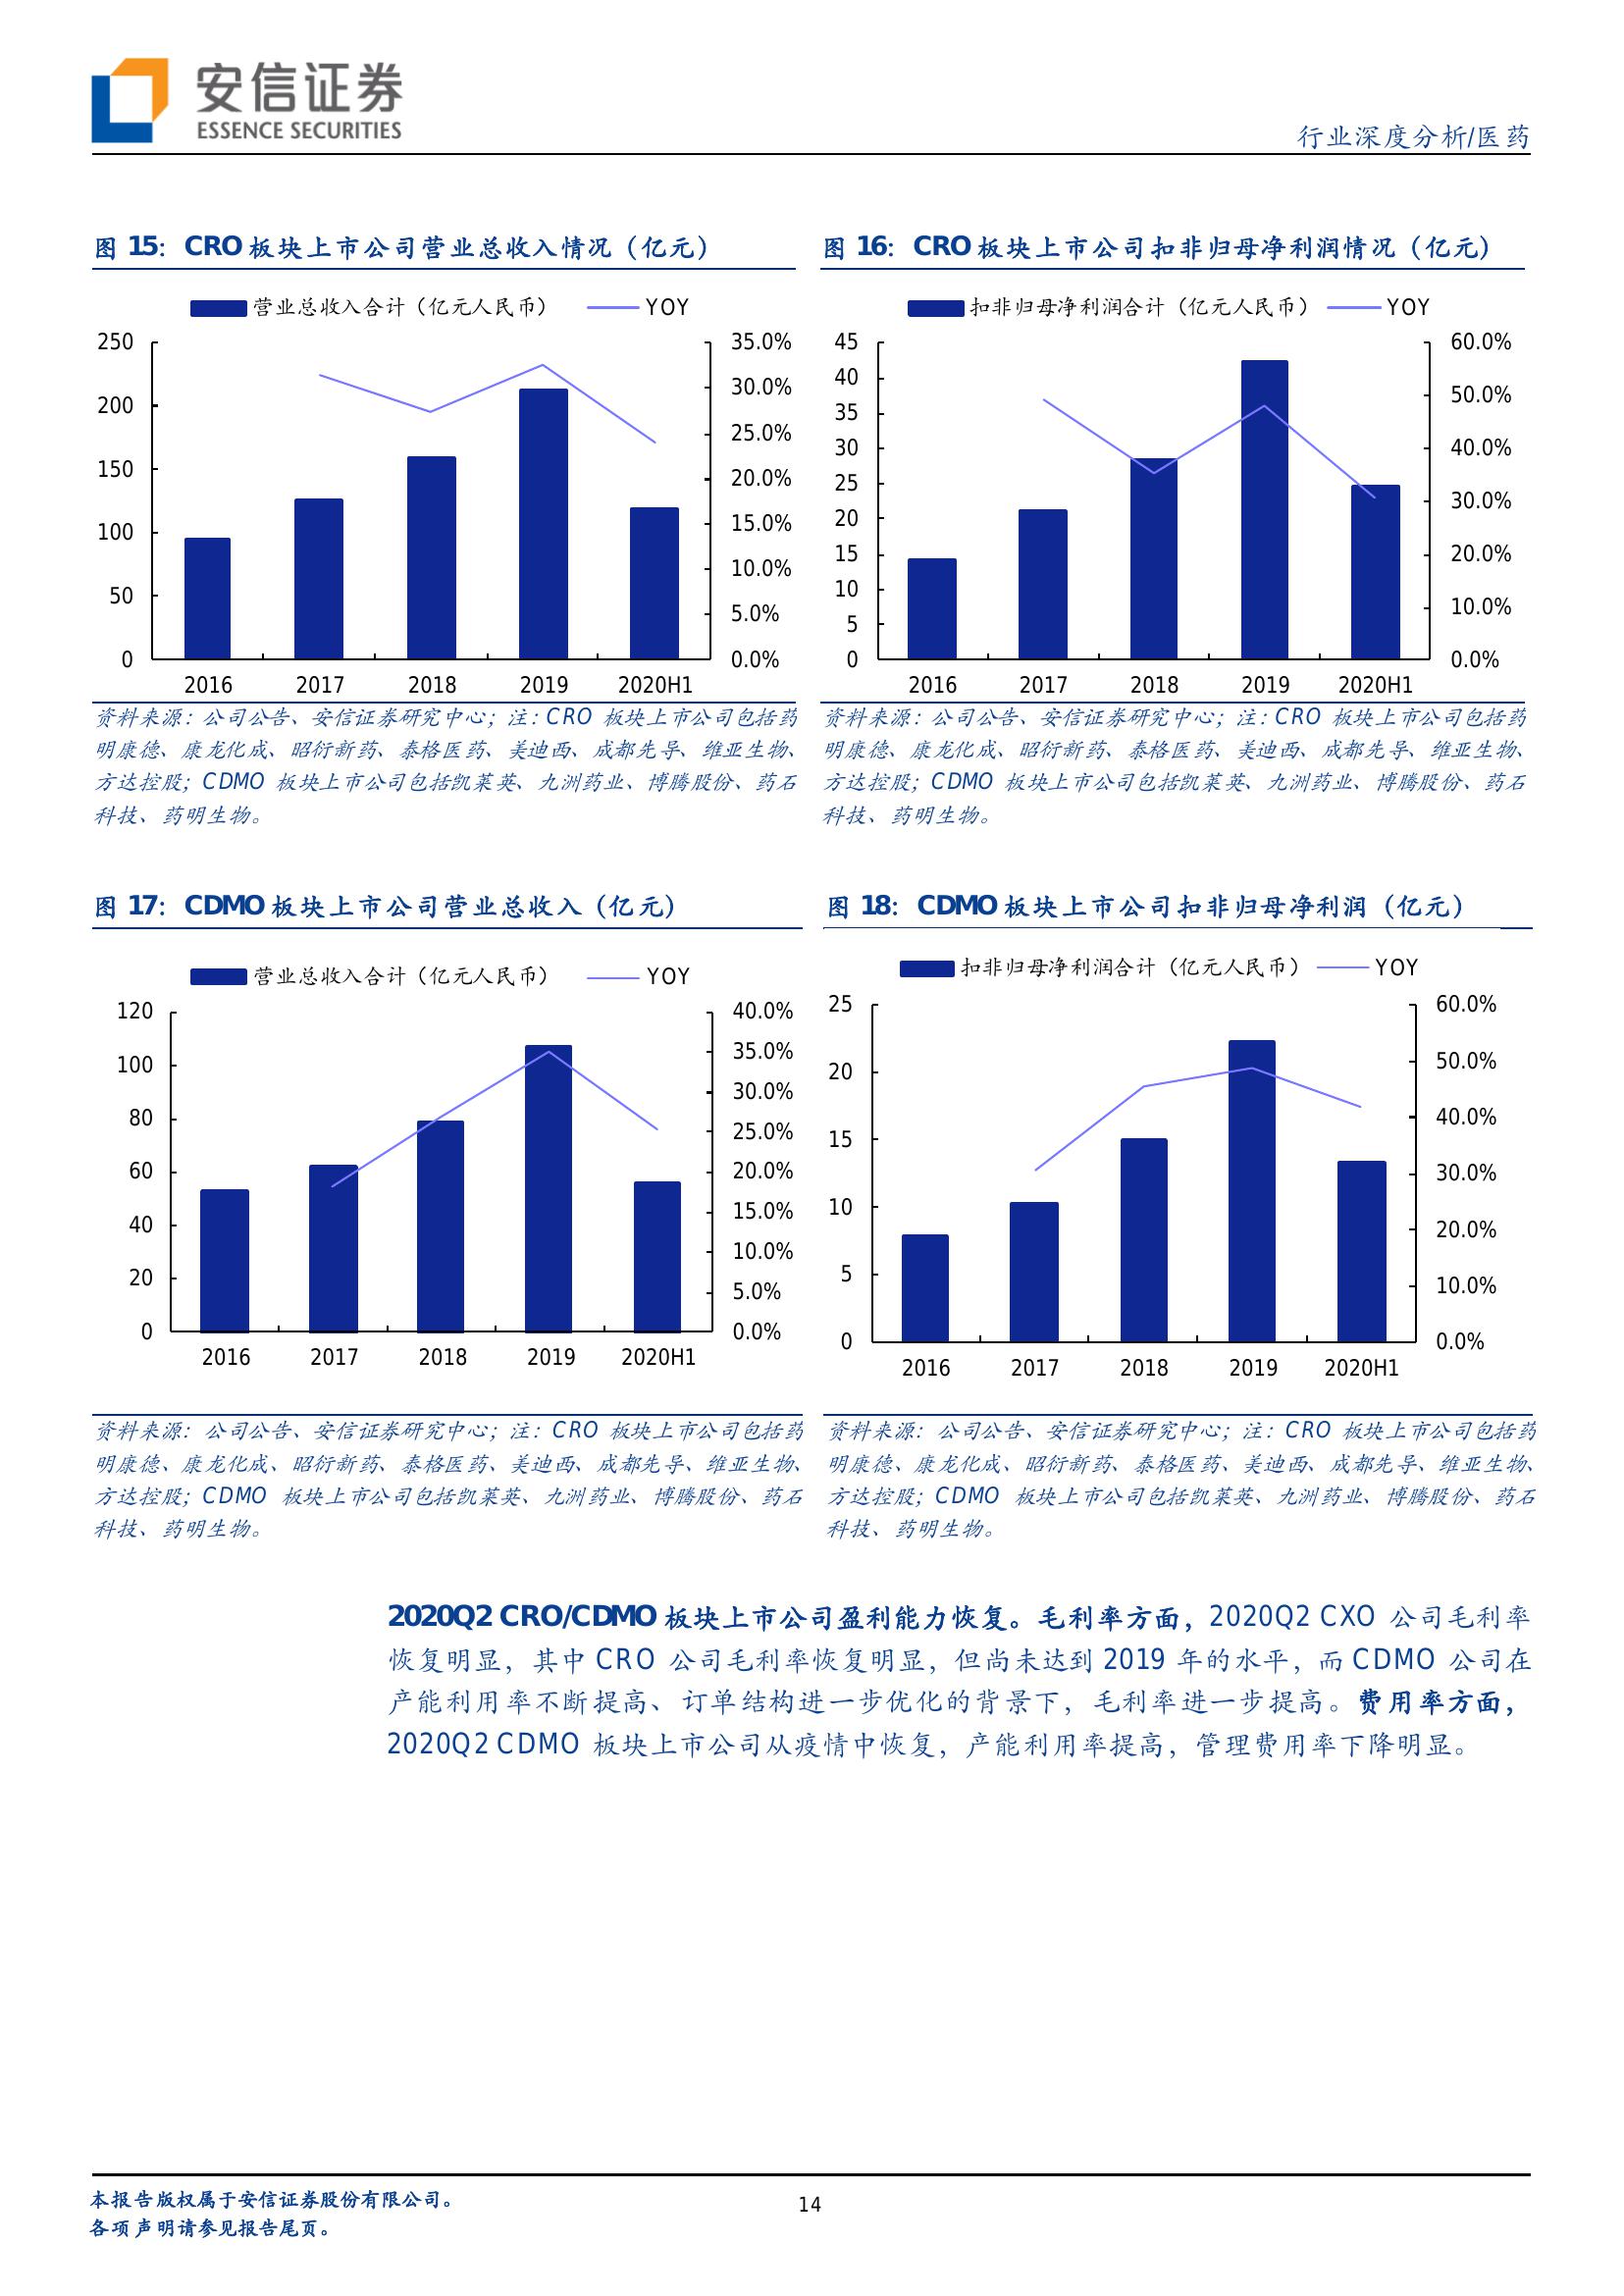 安信证券
ESSENCE SECURITIES
行业深度分析/医药
图 15：CRO 板块上市公司营业总收入情况（亿元）
营业总收入合计（亿元人民币） YOY
250
200
150
100
50
0
35.0%
30.0%
25.0%
20.0%
15.0%
10.0%
5.0%
0.0%
2016 2017 2018 2019 2020H1
资料来源：公司公告、安信证券研究中心；注：CRO 板块上市公司包括药
明康德、康龙化成、昭衍新药、泰格医药、美迪西、成都先导、维亚生物、
方达控股；CDMO 板块上市公司包括凯莱英、九洲药业、博腾股份、药石
科技、药明生物。
图 16：CRO 板块上市公司扣非归母净利润情况（亿元）
扣非归母净利润合计（亿元人民币） YOY
45
40
35
30
25
20
15
10
5
0
60.0%
50.0%
40.0%
30.0%
20.0%
10.0%
0.0%
2016 2017 2018 2019 2020H1
资料来源：公司公告、安信证券研究中心；注：CRO 板块上市公司包括药
明康德、康龙化成、昭衍新药、泰格医药、美迪西、成都先导、维亚生物、
方达控股；CDMO 板块上市公司包括凯莱英、九洲药业、博腾股份、药石
科技、药明生物。
图 17：CDMO 板块上市公司营业总收入（亿元）
营业总收入合计（亿元人民币） YOY
120
100
80
60
40
20
0
40.0%
35.0%
30.0%
25.0%
20.0%
15.0%
10.0%
5.0%
0.0%
2016 2017 2018 2019 2020H1
资料来源：公司公告、安信证券研究中心；注：CRO 板块上市公司包括药
明康德、康龙化成、昭衍新药、泰格医药、美迪西、成都先导、维亚生物、
方达控股；CDMO 板块上市公司包括凯莱英、九洲药业、博腾股份、药石
科技、药明生物。
图 18：CDMO 板块上市公司扣非归母净利润（亿元）
扣非归母净利润合计（亿元人民币） YOY
25
20
15
10
5
0
60.0%
50.0%
40.0%
30.0%
20.0%
10.0%
0.0%
2016 2017 2018 2019 2020H1
资料来源：公司公告、安信证券研究中心；注：CRO 板块上市公司包括药
明康德、康龙化成、昭衍新药、泰格医药、美迪西、成都先导、维亚生物、
方达控股；CDMO 板块上市公司包括凯莱英、九洲药业、博腾股份、药石
科技、药明生物。
2020Q2 CRO/CDMO 板块上市公司盈利能力恢复。毛利率方面，2020Q2 CXO 公司毛利率
恢复明显，其中 CRO 公司毛利率恢复明显，但尚未达到 2019 年的水平，而 CDMO 公司在
产能利用率不断提高、订单结构进一步优化的背景下，毛利率进一步提高。费用率方面，
2020Q2 CDMO 板块上市公司从疫情中恢复，产能利用率提高，管理费用率下降明显。
本报告版权属于安信证券股份有限公司。
各项声明请参见报告尾页。
14